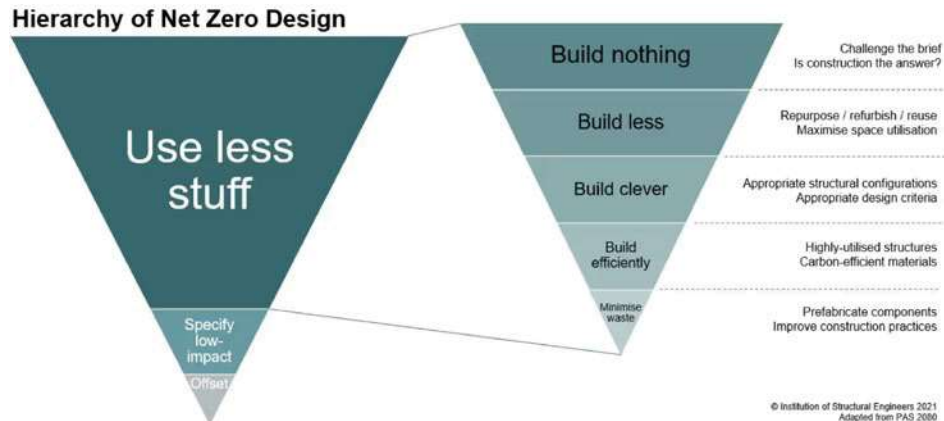 Hierarchy of Net Zero Design
Use less
stuff
Specify
low-
impact
Offset
Build nothing
Challenge the brief
Is construction the answer?
Build less
Repurpose / refurbish / reuse
Maximise space utilisation
Build clever
Appropriate structural configurations
Appropriate design criteria
Build
efficiently
Highly-utilised structures
Carbon-efficient materials
Minimise
waste
Prefabricate components
Improve construction practices
© Institution of Structural Engineers 2021
Adapted from PAS 2080